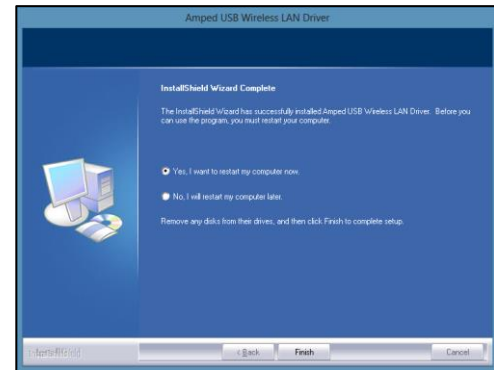 Amped USB Wireless LAN Driver
InstallShield Wizard Complete
The InstallShield Wizard has successfully installed Amped USB Wireless LAN Driver. Before you
can use the program, you must restart your computer.
Yes, I want to restart my computer now.
No, I will restart my computer later.
Remove any disks from their drives, and then click Finish to complete setup.
InstallShield
< Back Finish Cancel